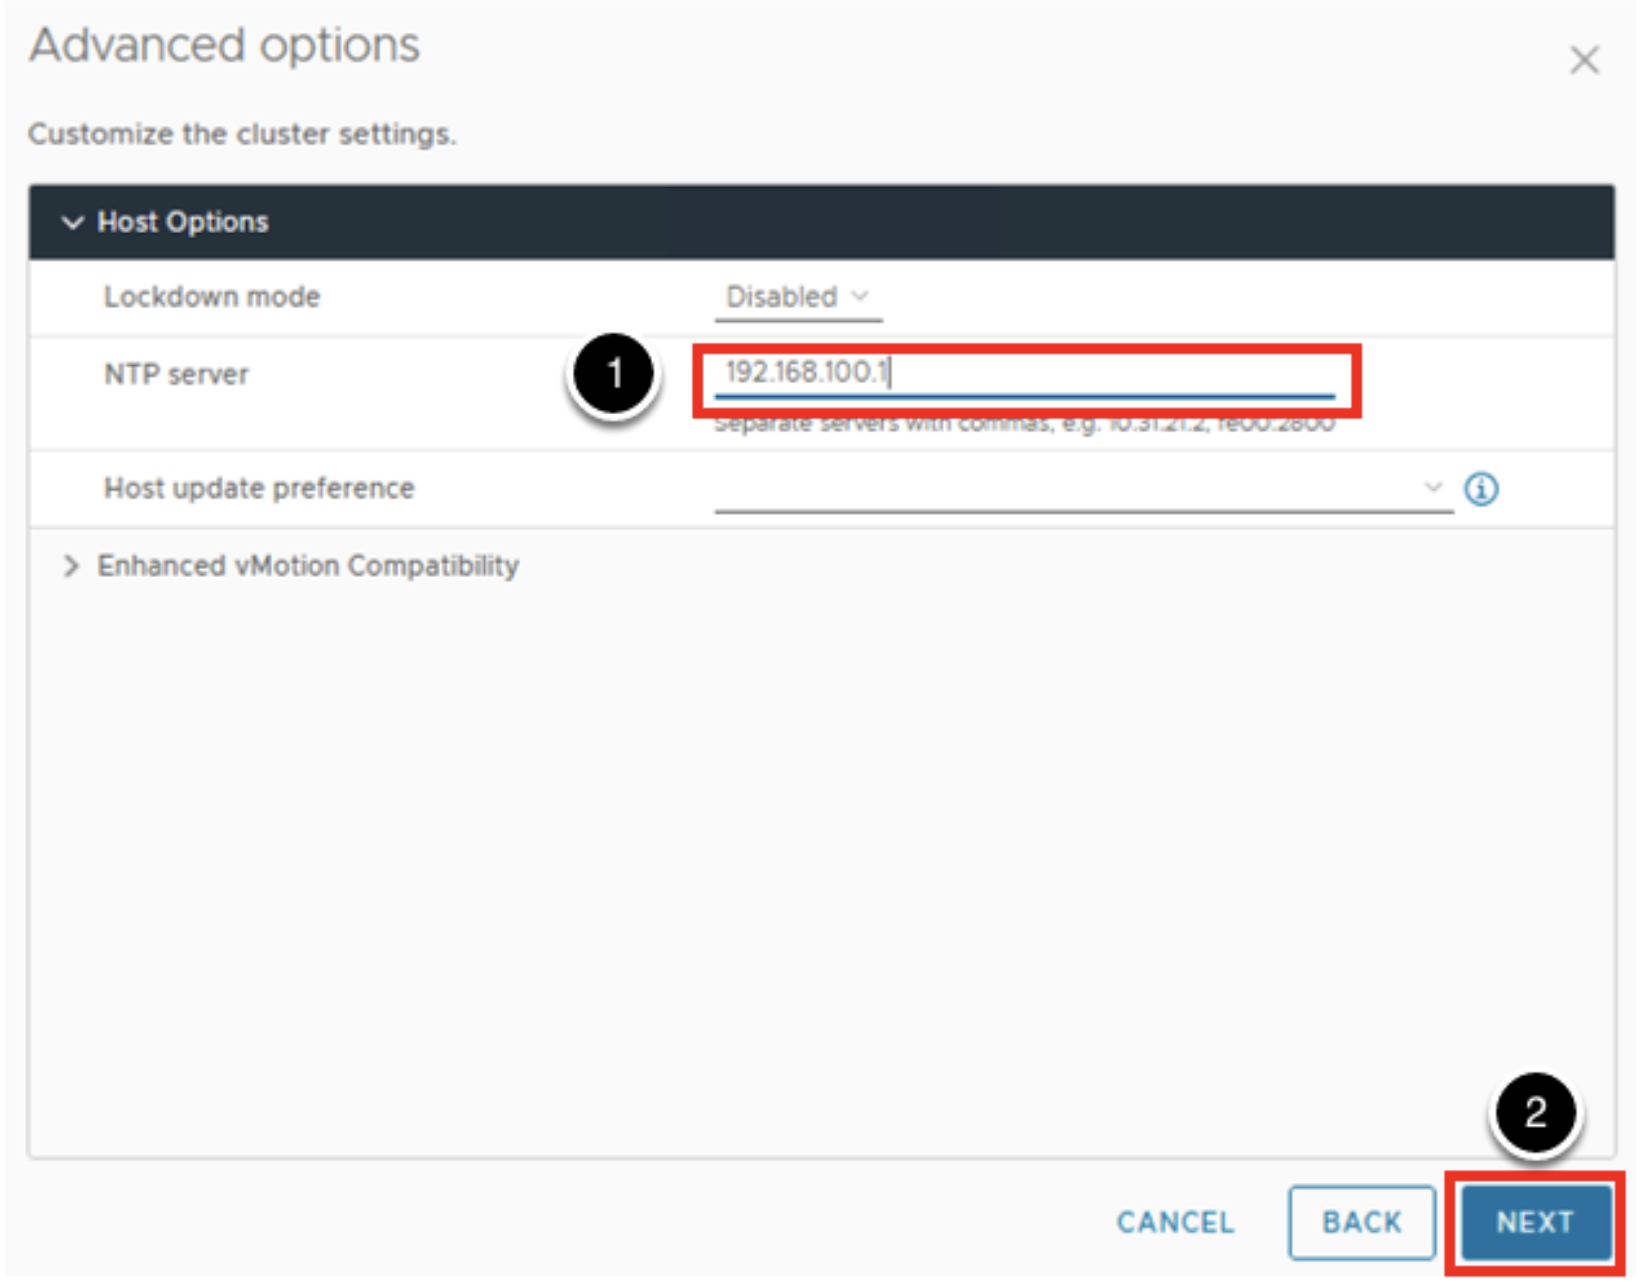 Advanced options
Customize the cluster settings.
Host Options
Lockdown mode Disabled
1
NTP server 192.168.100.1
Separate servers with commas, e.g. 10.31.21.2, fe00:2800
Host update preference
Enhanced vMotion Compatibility
2
CANCEL BACK NEXT